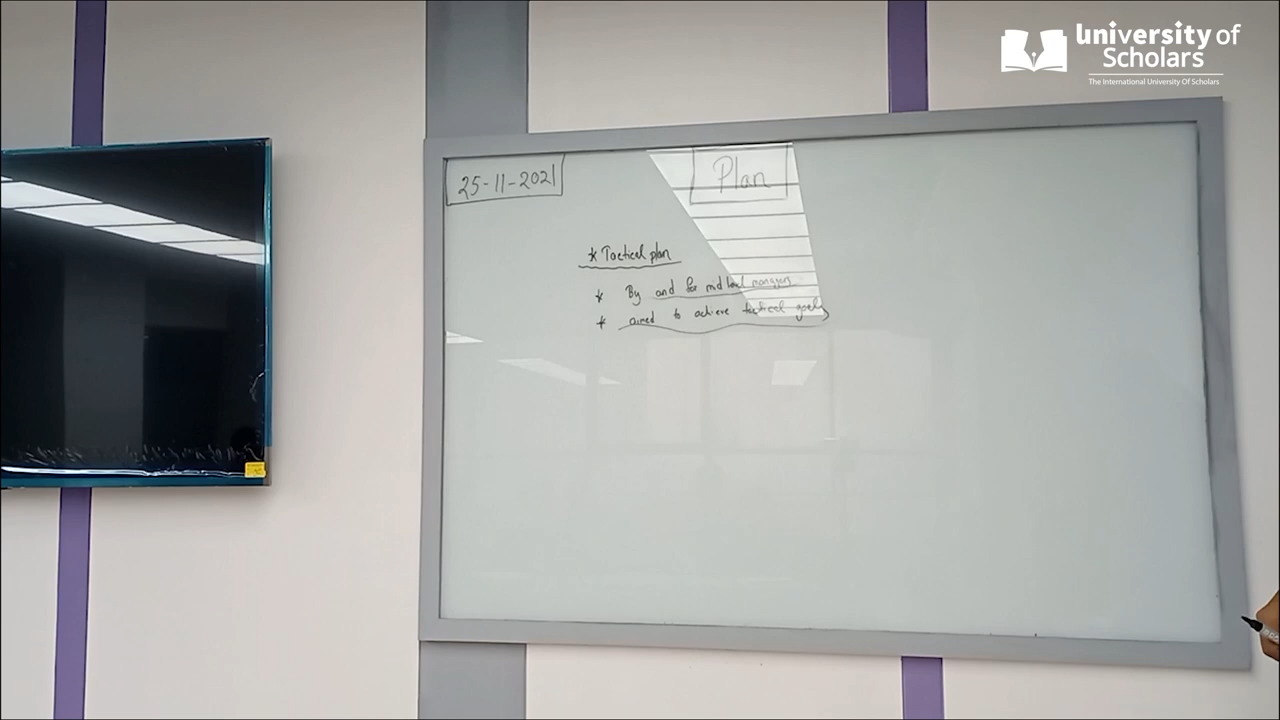 University of
Scholars
The International University Of Scholars
25-11-2021
Plan
* Tactical plan
* By and for mid level managers
* aimed to achieve tactical goals